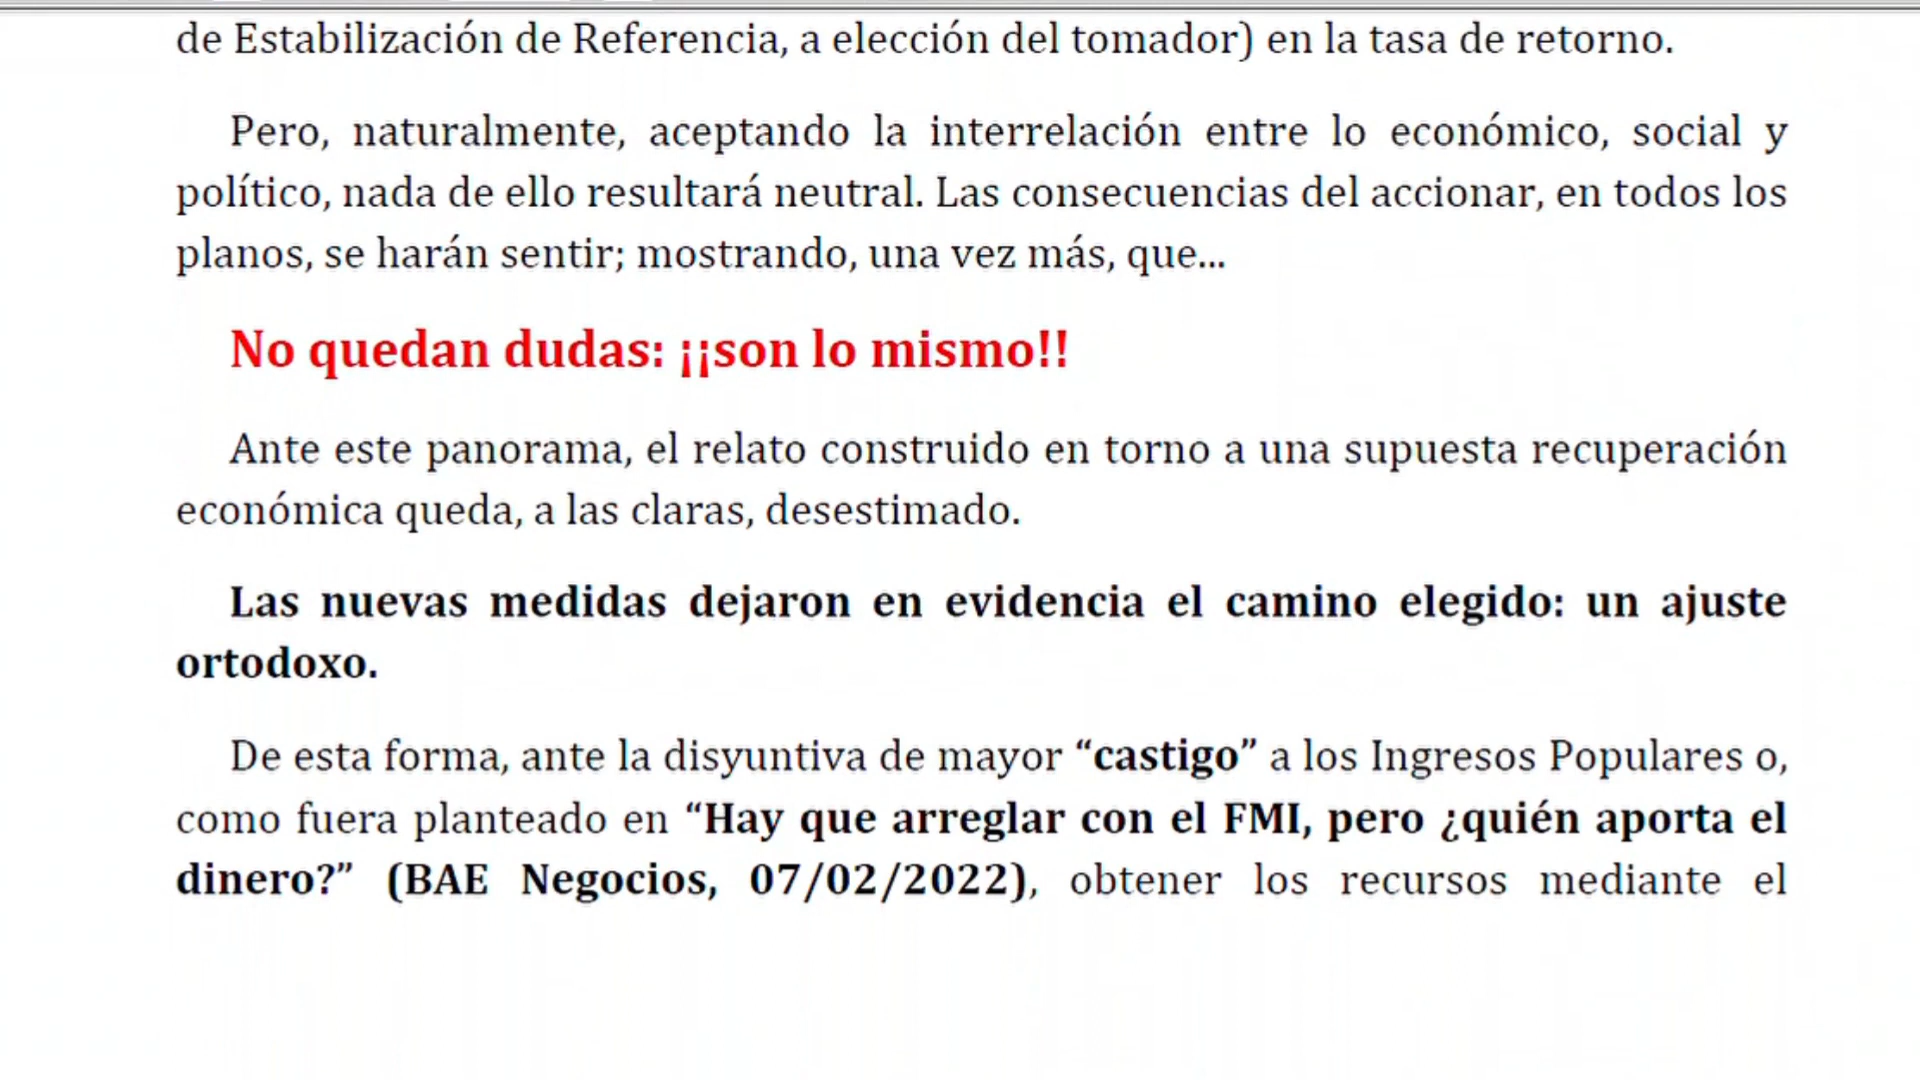 de Estabilización de Referencia, a elección del tomador) en la tasa de retorno.
Pero, naturalmente, aceptando la interrelación entre lo económico, social y
político, nada de ello resultará neutral. Las consecuencias del accionar, en todos los
planos, se harán sentir; mostrando, una vez más, que...
No quedan dudas: ¡¡son lo mismo!!
Ante este panorama, el relato construido en torno a una supuesta recuperación
económica queda, a las claras, desestimado.
Las nuevas medidas dejaron en evidencia el camino elegido: un ajuste
ortodoxo.
De esta forma, ante la disyuntiva de mayor “castigo” a los Ingresos Populares o,
como fuera planteado en “Hay que arreglar con el FMI, pero ¿quién aporta el
dinero?” (BAE Negocios, 07/02/2022), obtener los recursos mediante el